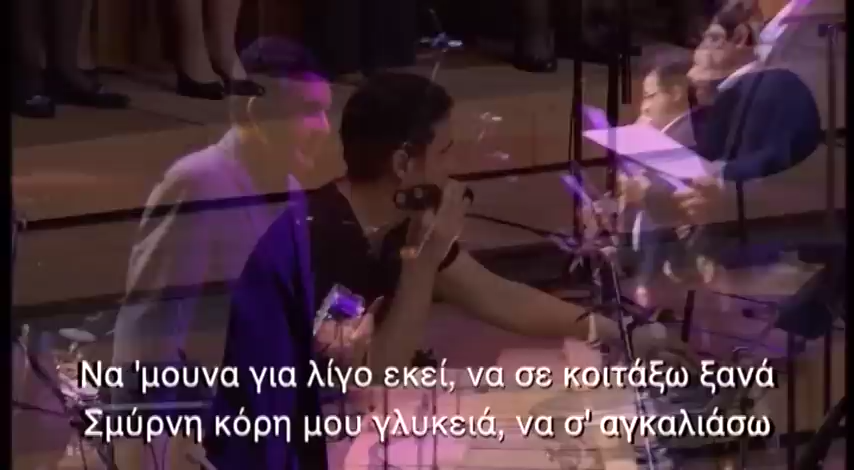 Να 'μουνα για λίγο εκεί, να σε κοιτάξω ξανά
Σμύρνη κόρη μου γλυκειά, να σ' αγκαλιάσω